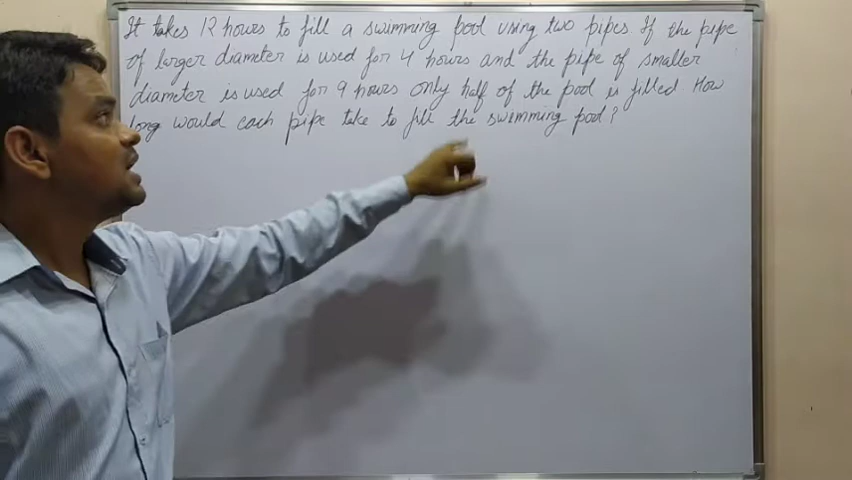 It takes 12 hours to fill a swimming pool using two pipes If the pipe
of larger diameter is used for 4 hours and the pipe of smaller
diameter is used for 9 hours only half of the pool is filled How
long would each pipe take to fill the swimming pool?